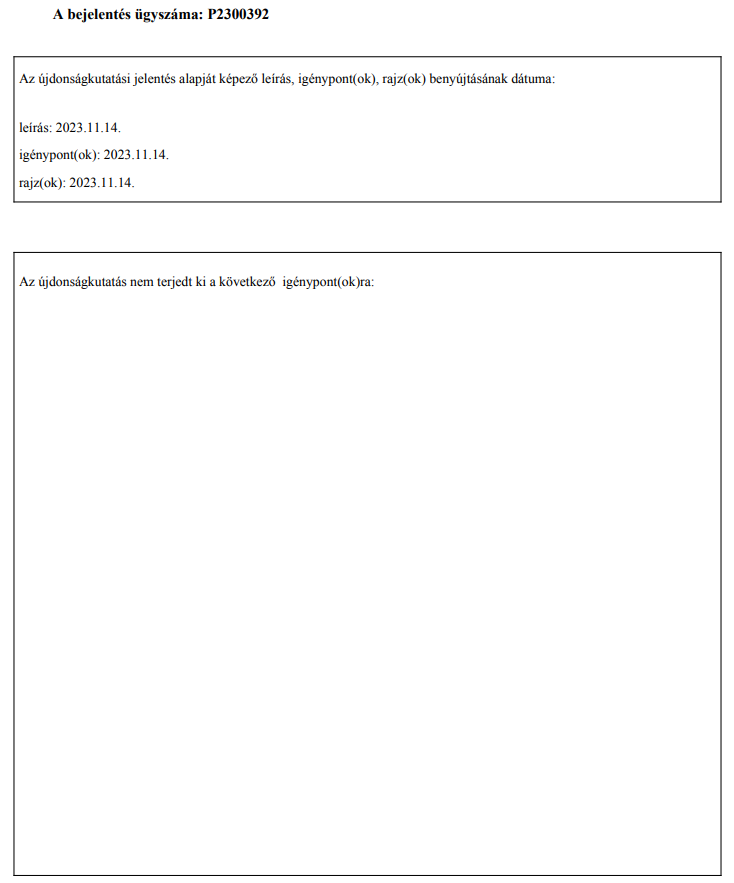 A bejelentés ügyszáma: P2300392
Az újdonságkutatási jelentés alapját képező leírás, igénypont(ok), rajz(ok) benyújtásának dátuma:
leírás: 2023.11.14.
igénypont(ok): 2023.11.14.
rajz(ok): 2023.11.14.
Az újdonságkutatás nem terjedt ki a következő  igénypont(ok)ra: